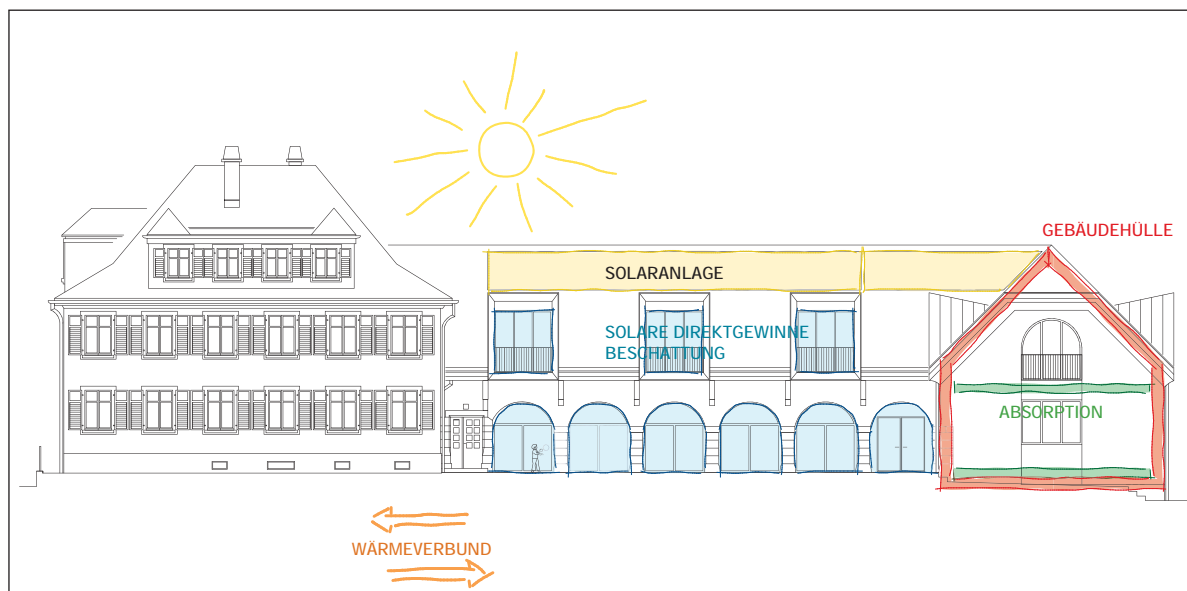 GEBÄUDEHÜLLE
SOLARANLAGE
SOLARE DIREKTGEWINNE
BESCHATTUNG
ABSORPTION
WÄRMEVERBUND